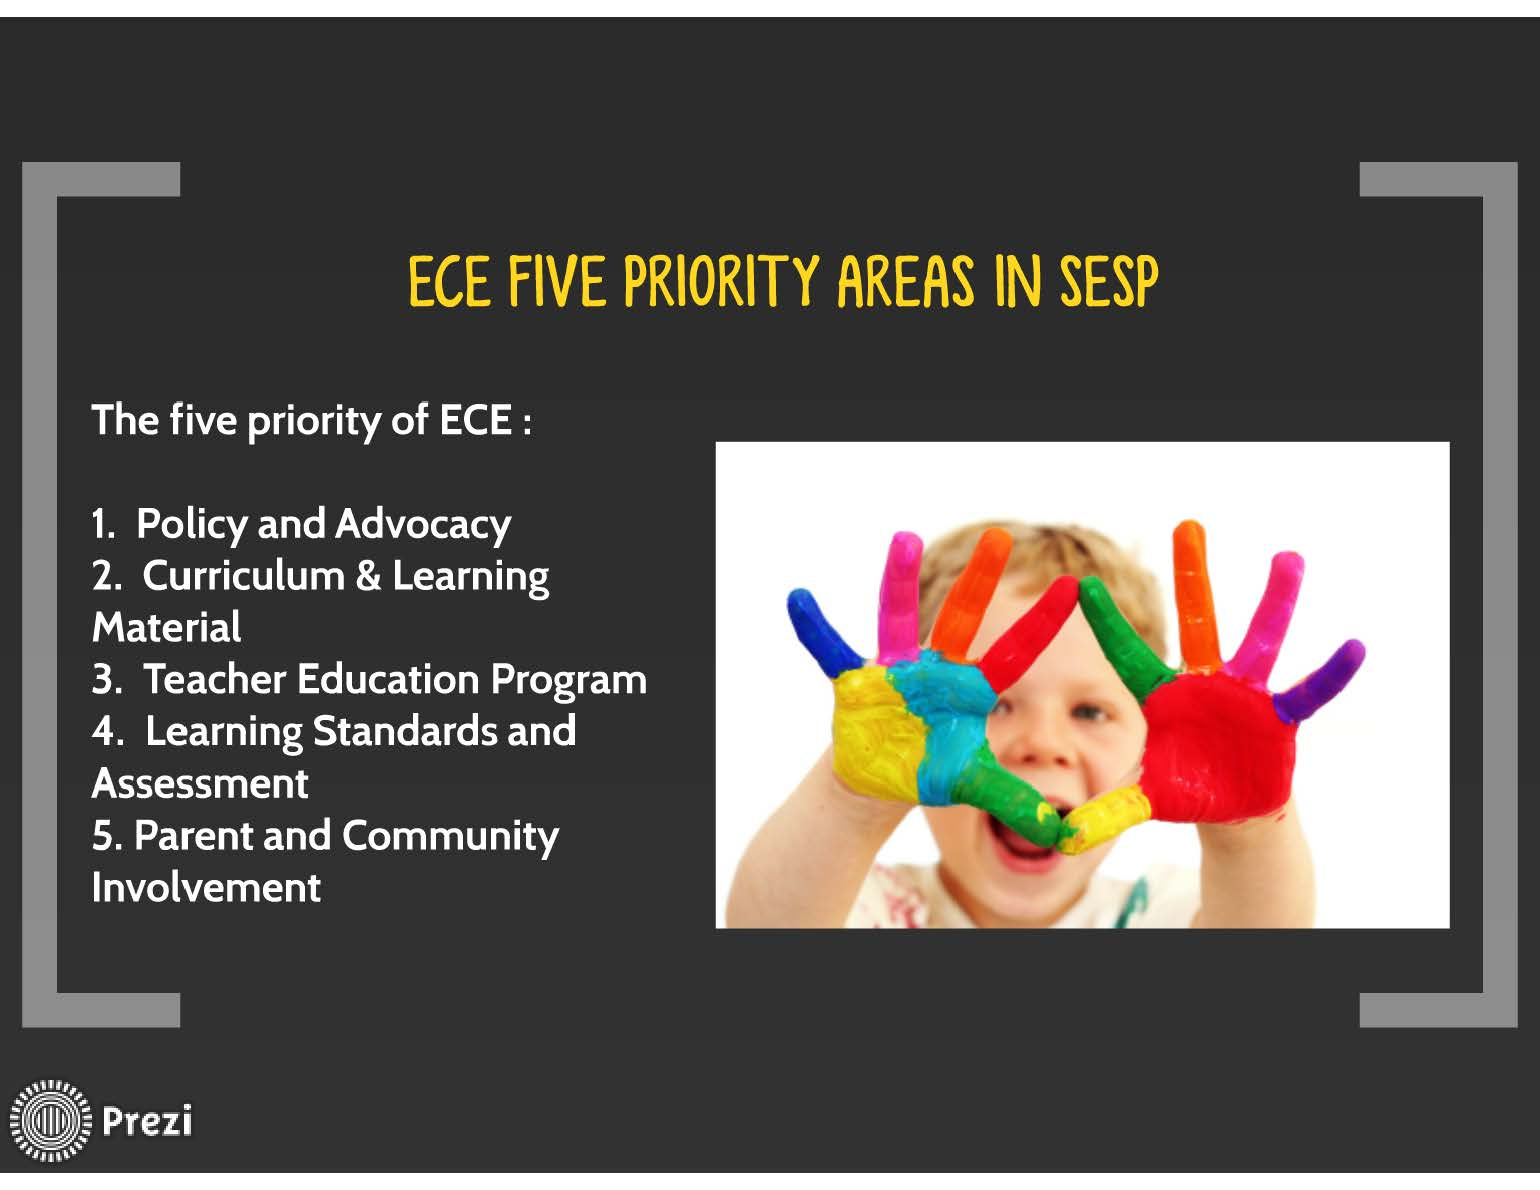 ECE FIVE PRIORITY AREAS IN SESP
The five priority of ECE :
1. Policy and Advocacy
2. Curriculum & Learning
Material
3. Teacher Education Program
4. Learning Standards and
Assessment
5. Parent and Community
Involvement
Prezi